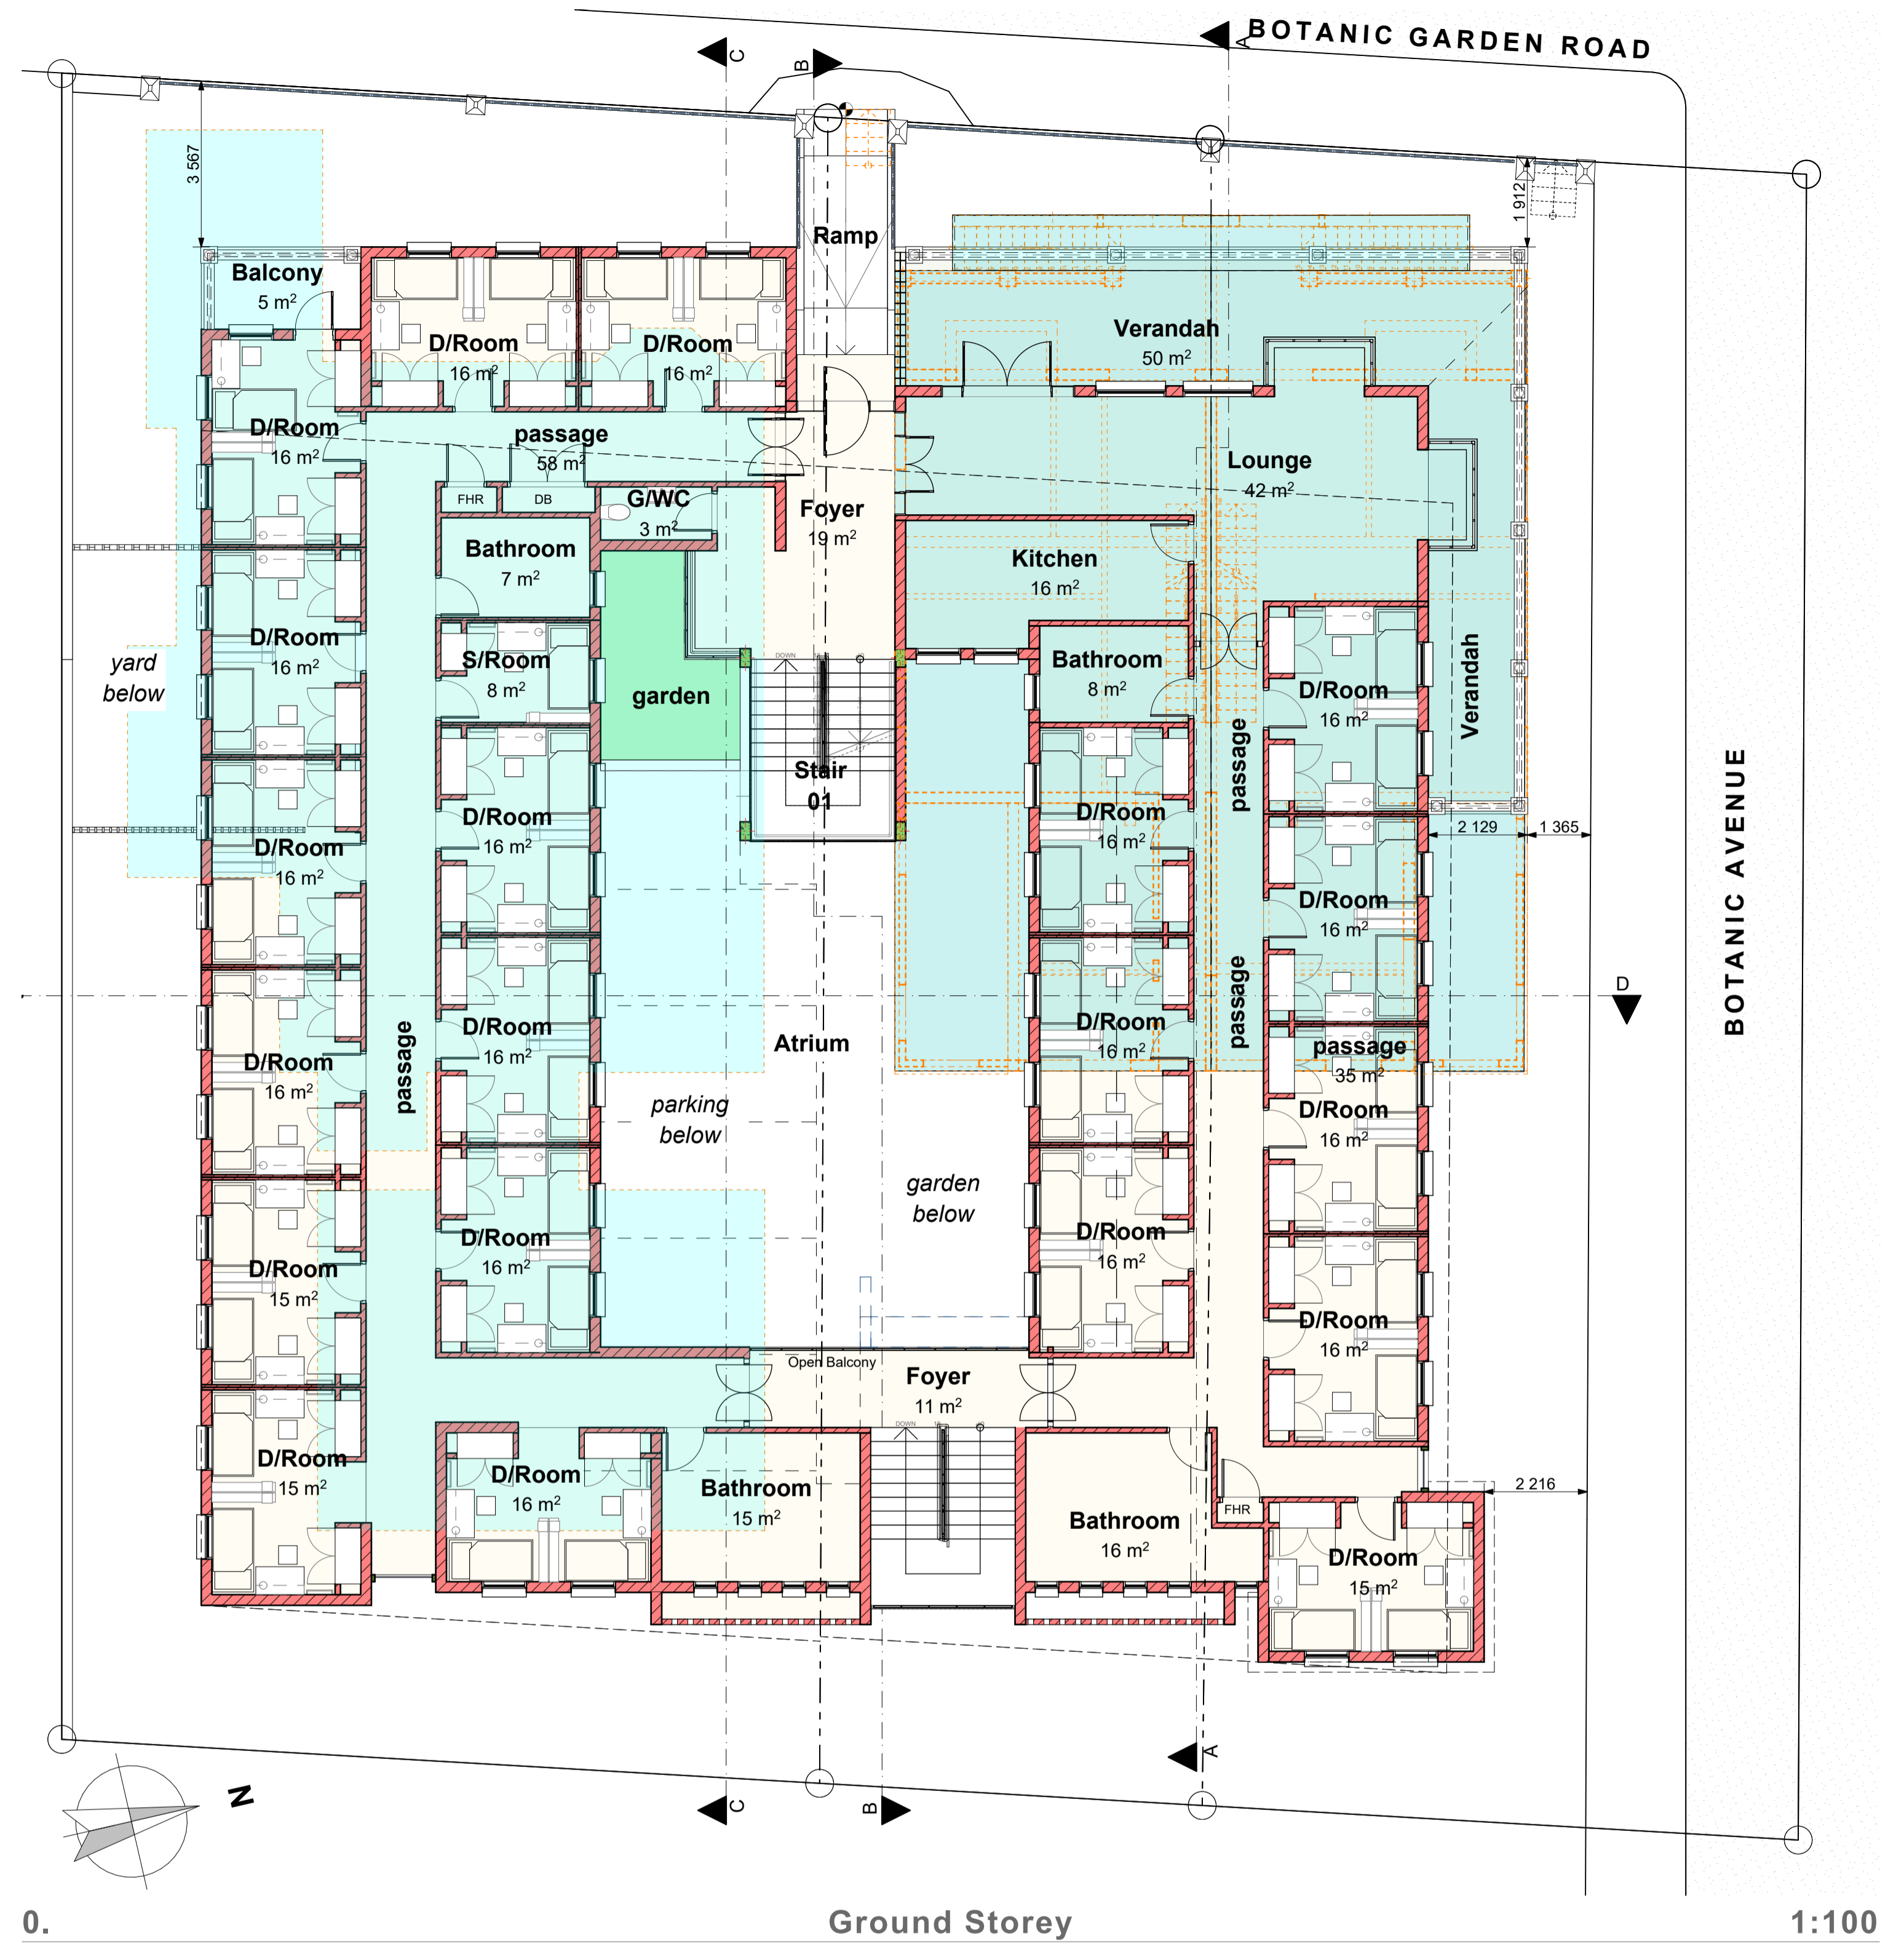 BOTANIC GARDEN ROAD
C
B
A
3 567
1 912
Ramp
Balcony
5 m²
D/Room
16 m²
D/Room
16 m²
Verandah
50 m²
D/Room
16 m²
passage
58 m²
Lounge
42 m²
FHR
DB
G/WC
3 m²
Foyer
19 m²
Bathroom
7 m²
Kitchen
16 m²
yard
below
D/Room
16 m²
S/Room
8 m²
garden
DOWN
Bathroom
8 m²
D/Room
16 m²
Verandah
passage
Stair
01
D/Room
16 m²
D/Room
16 m²
D/Room
16 m²
2 129
1 365
BOTANIC AVENUE
D/Room
16 m²
passage
D
passage
D/Room
16 m²
Atrium
D/Room
16 m²
passage
35 m²
D/Room
16 m²
parking
below
D/Room
16 m²
garden
below
D/Room
16 m²
D/Room
16 m²
D/Room
15 m²
D/Room
16 m²
Open Balcony
Foyer
11 m²
DOWN
D/Room
15 m²
D/Room
16 m²
Bathroom
15 m²
2 216
FHR
Bathroom
16 m²
D/Room
15 m²
A
N
C
B
0.
Ground Storey
1:100